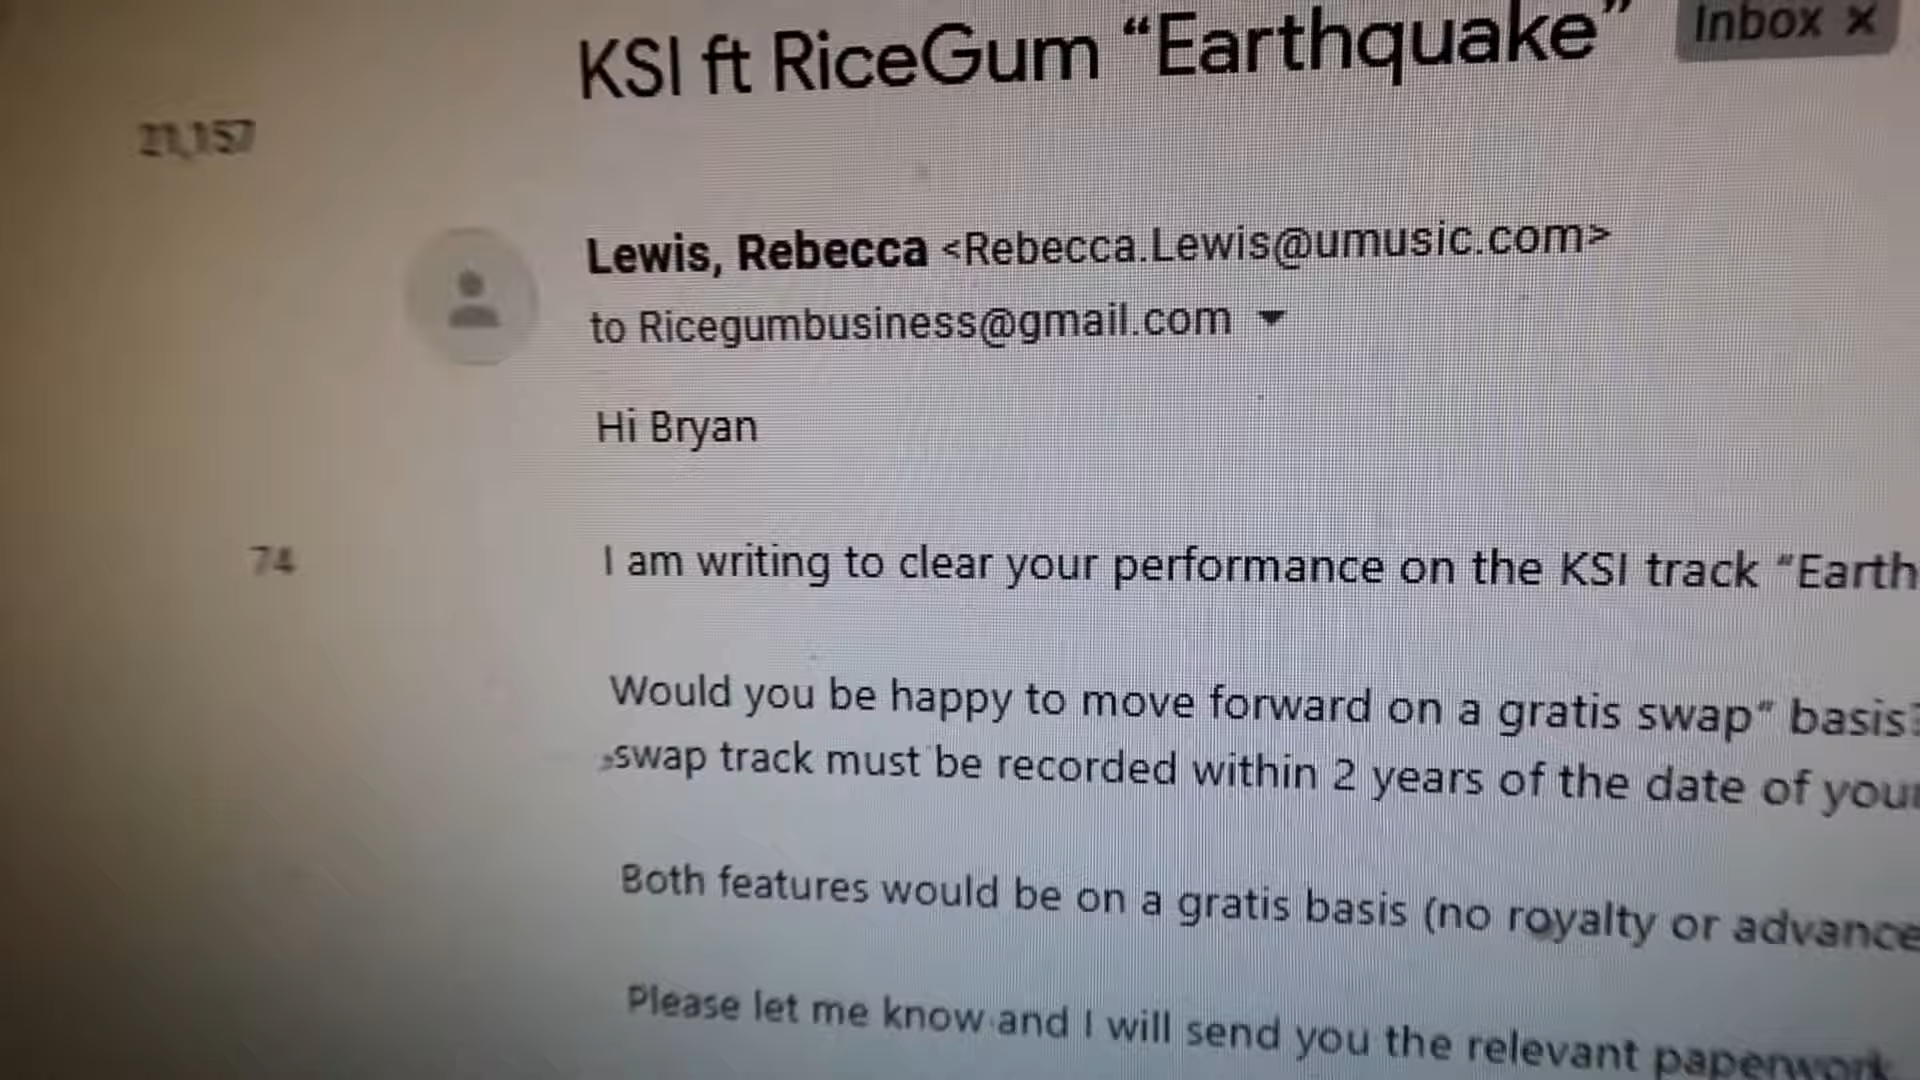 KSI ft RiceGum “Earthquake” Inbox ×
21,157
Lewis, Rebecca <Rebecca.Lewis@umusic.com>
to Ricegumbusiness@gmail.com
Hi Bryan
74
I am writing to clear your performance on the KSI track “Earth
Would you be happy to move forward on a gratis swap” basis?
swap track must be recorded within 2 years of the date of your
Both features would be on a gratis basis (no royalty or advance
Please let me know and I will send you the relevant paperwork